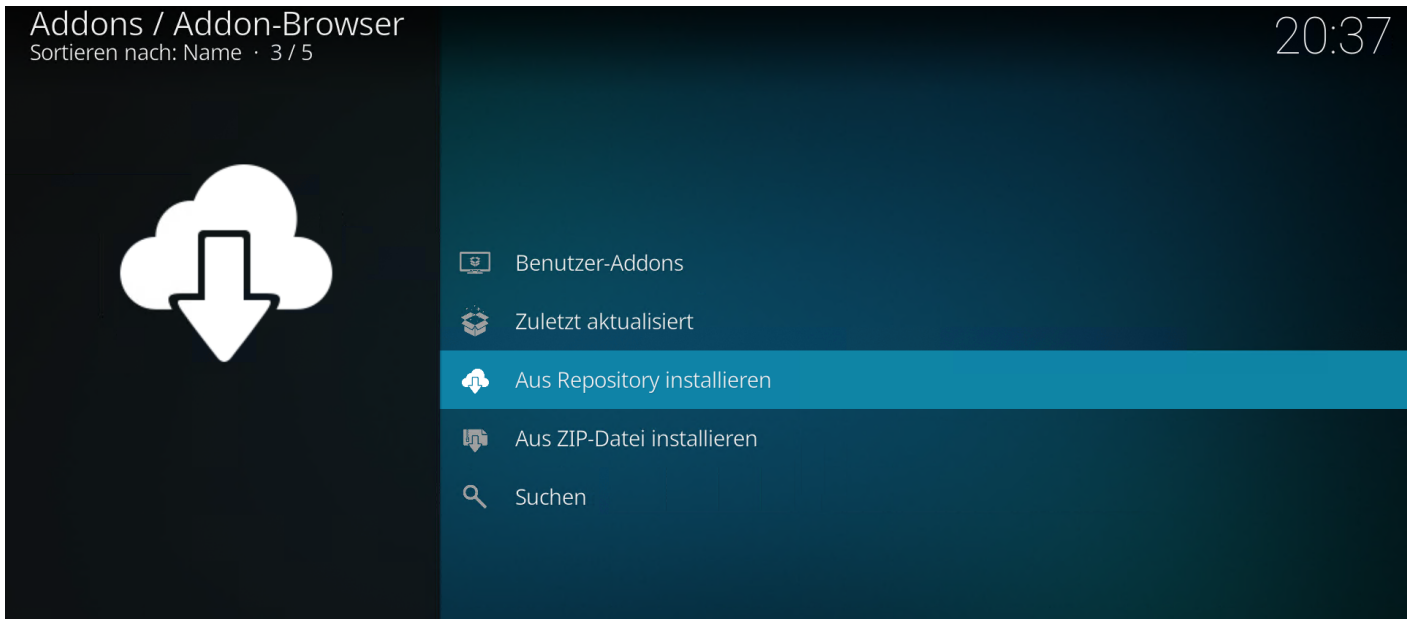 Addons / Addon-Browser
Sortieren nach: Name · 3 / 5
20:37
Benutzer-Addons
Zuletzt aktualisiert
Aus Repository installieren
Aus ZIP-Datei installieren
Suchen